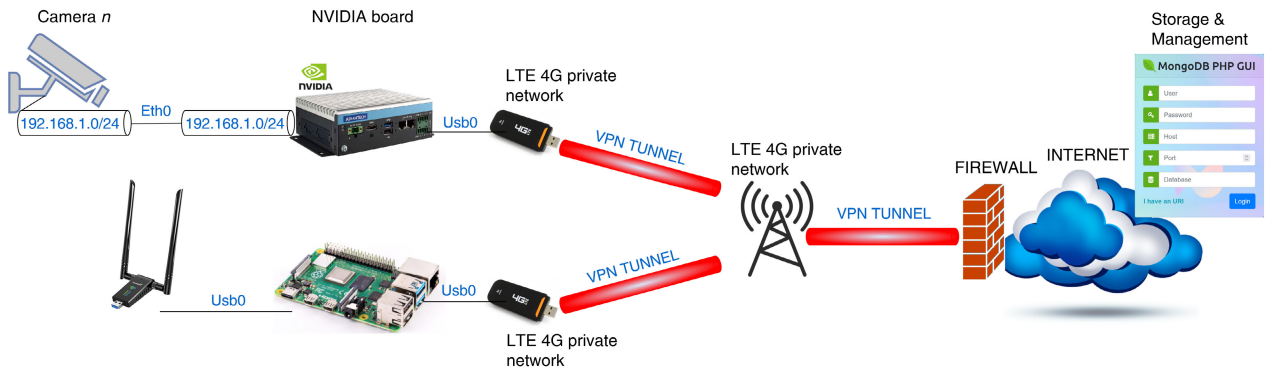 Camera n
NVIDIA board
Storage &
Management
MongoDB PHP GUI
User
Password
Host
Port
Database
I have an URI
Login
NVIDIA
LTE 4G private
network
192.168.1.0/24
Eth0
192.168.1.0/24
ADVANTECH
Usb0
4G
VPN TUNNEL
LTE 4G private
network
FIREWALL
INTERNET
VPN TUNNEL
VPN TUNNEL
Usb0
Usb0
4G
LTE 4G private
network